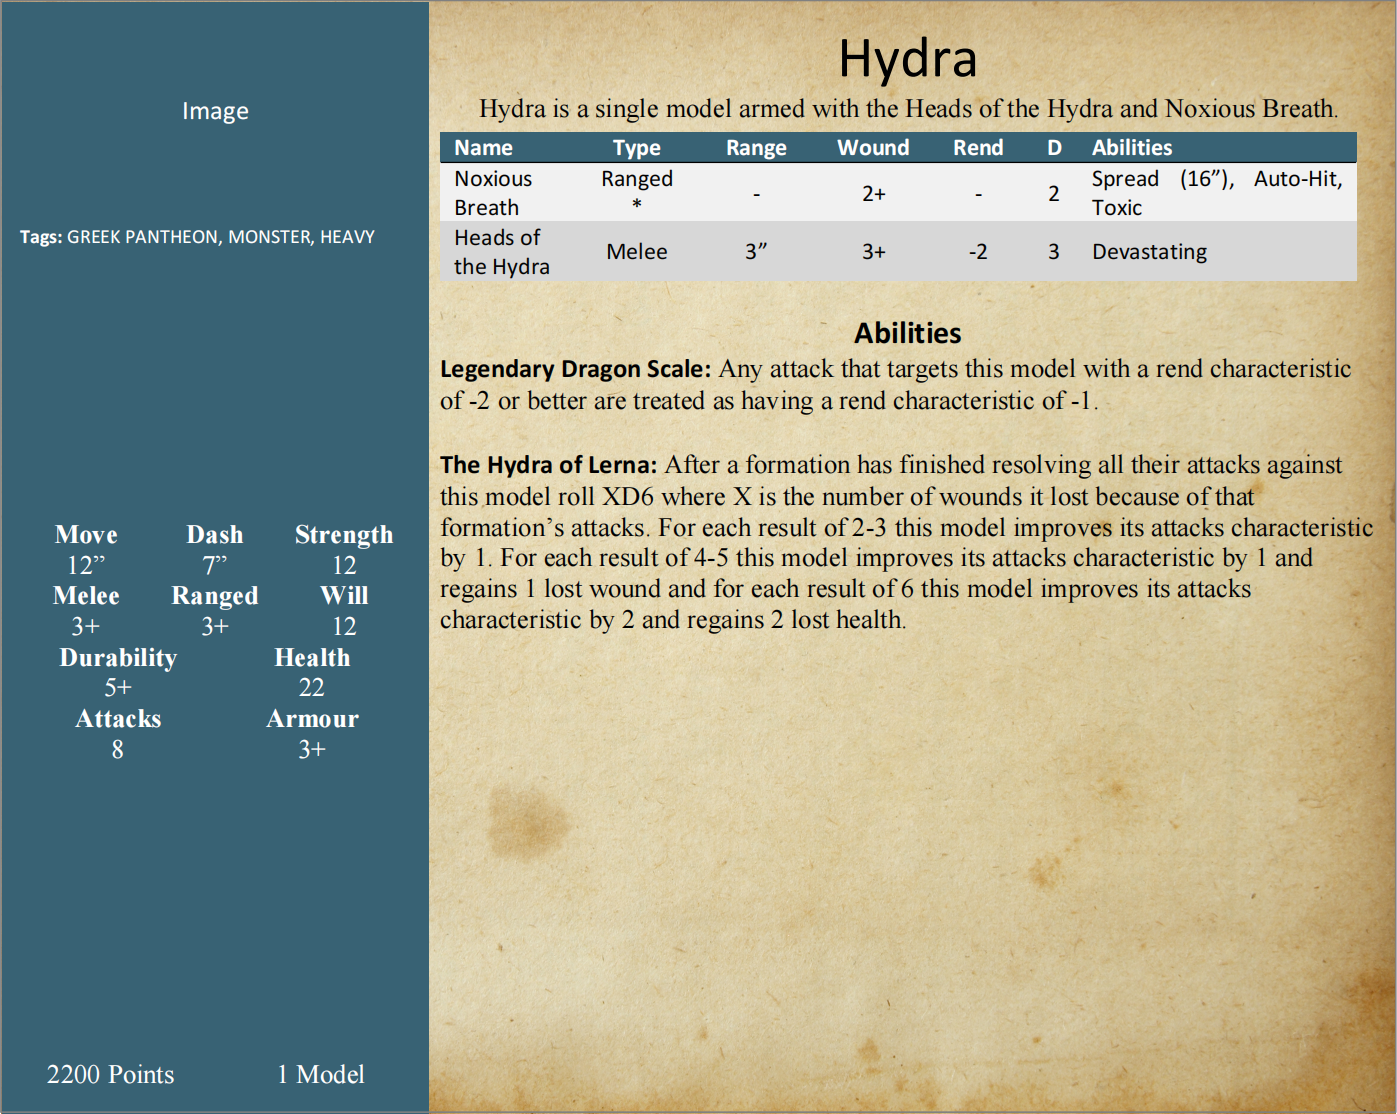 Image
Tags: GREEK PANTHEON, MONSTER, HEAVY
Move Dash Strength
12” 7” 12
Melee Ranged Will
3+ 3+ 12
Durability Health
5+ 22
Attacks Armour
8 3+
2200 Points 1 Model
Hydra
Hydra is a single model armed with the Heads of the Hydra and Noxious Breath.
Name Type Range Wound Rend D Abilities
Noxious Ranged - 2+ - 2 Spread (16”), Auto-Hit,
Breath * Toxic
Heads of Melee 3” 3+ -2 3 Devastating
the Hydra
Abilities
Legendary Dragon Scale: Any attack that targets this model with a rend characteristic
of -2 or better are treated as having a rend characteristic of -1.
The Hydra of Lerna: After a formation has finished resolving all their attacks against
this model roll XD6 where X is the number of wounds it lost because of that
formation’s attacks. For each result of 2-3 this model improves its attacks characteristic
by 1. For each result of 4-5 this model improves its attacks characteristic by 1 and
regains 1 lost wound and for each result of 6 this model improves its attacks
characteristic by 2 and regains 2 lost health.